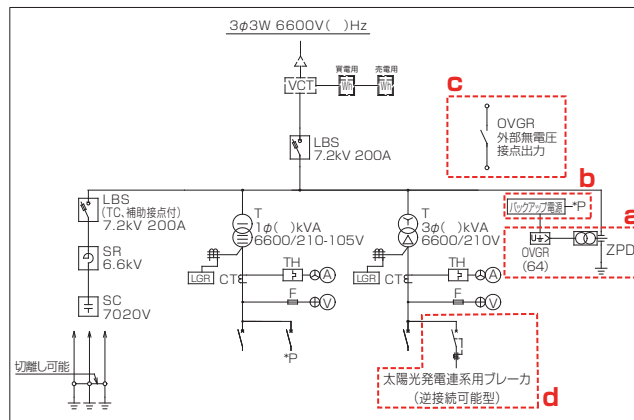 3φ3W 6600V(　)Hz
買電用
売電用
VCT
Wh
Wh
LBS
7.2kV 200A
c
OVGR
外部無電圧
接点出力
b
バックアップ電源
*P
a
U⏚
OVGR
(64)
ZPD
LBS
(TC、補助接点付)
7.2kV 200A
SR
6.6kV
SC
7020V
切離し可能
T
1φ(　)kVA
6600/210-105V
LGR
CT
TH
A
F
V
*P
T
3φ(　)kVA
6600/210V
LGR
CT
TH
A
F
V
太陽光発電連系用ブレーカ
(逆接続可能型)
d